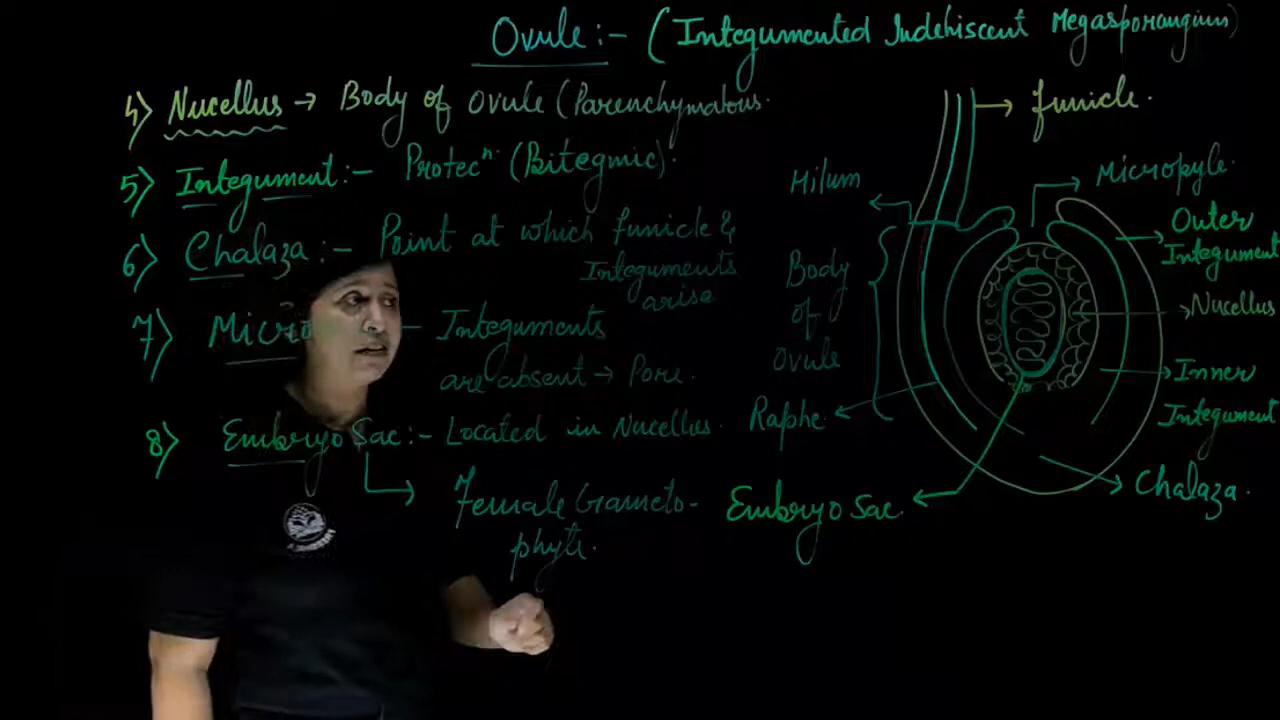 Ovule :- (Integumented Indehiscent Megasporangium)
4) Nucellus → Body of Ovule (Parenchymatous.
5) Integument :- Protecⁿ. (Bitegmic).
6) Chalaza :- Point at which funicle &
Integuments
arise
7) Micro – Integuments
are absent → Pore.
8) Embryo Sac :- Located in Nucellus.
Female Gameto-
phyte.
funicle.
Hilum
Micropyle.
Outer
Integument
Body
of
Ovule
Nucellus
Inner
Integument
Raphe
Chalaza.
Embryo Sac.